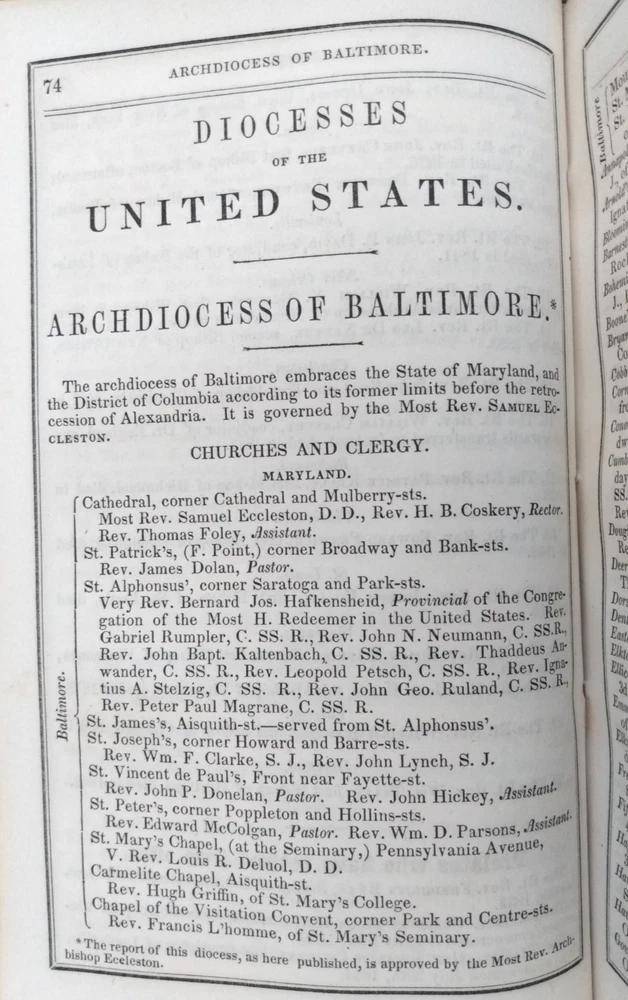 74
ARCHDIOCESS OF BALTIMORE.
DIOCESSES
OF THE
UNITED STATES.
ARCHDIOCESS OF BALTIMORE.*
The archdiocess of Baltimore embraces the State of Maryland, and
the District of Columbia according to its former limits before the retro-
cession of Alexandria. It is governed by the Most Rev. SAMUEL EC-
CLESTON.
CHURCHES AND CLERGY.
MARYLAND.
Baltimore.
Cathedral, corner Cathedral and Mulberry-sts.
Most Rev. Samuel Eccleston, D. D., Rev. H. B. Coskery, Rector.
Rev. Thomas Foley, Assistant.
St. Patrick's, (F. Point,) corner Broadway and Bank-sts.
Rev. James Dolan, Pastor.
St. Alphonsus', corner Saratoga and Park-sts.
Very Rev. Bernard Jos. Hafkensheid, Provincial of the Congre-
gation of the Most H. Redeemer in the United States. Rev.
Gabriel Rumpler, C. SS. R., Rev. John N. Neumann, C. SS.R.,
Rev. John Bapt. Kaltenbach, C. SS. R., Rev. Thaddeus An-
wander, C. SS. R., Rev. Leopold Petsch, C. SS. R., Rev. Igna-
tius A. Stelzig, C. SS. R., Rev. John Geo. Ruland, C. SS. R.,
Rev. Peter Paul Magrane, C. SS. R.
St. James's, Aisquith-st.—served from St. Alphonsus'.
St. Joseph's, corner Howard and Barre-sts.
Rev. Wm. F. Clarke, S. J., Rev. John Lynch, S. J.
St. Vincent de Paul's, Front near Fayette-st.
Rev. John P. Donelan, Pastor. Rev. John Hickey, Assistant.
St. Peter's, corner Poppleton and Hollins-sts.
Rev. Edward McColgan, Pastor. Rev. Wm. D. Parsons, Assistant.
St. Mary's Chapel, (at the Seminary,) Pennsylvania Avenue,
V. Rev. Louis R. Deluol, D. D.
Carmelite Chapel, Aisquith-st.
Rev. Hugh Griffin, of St. Mary's College.
Chapel of the Visitation Convent, corner Park and Centre-sts.
Rev. Francis L'homme, of St. Mary's Seminary.
*The report of this diocess, as here published, is approved by the Most Rev. Arch-
bishop Eccleston.
Baltimore
St.
St.